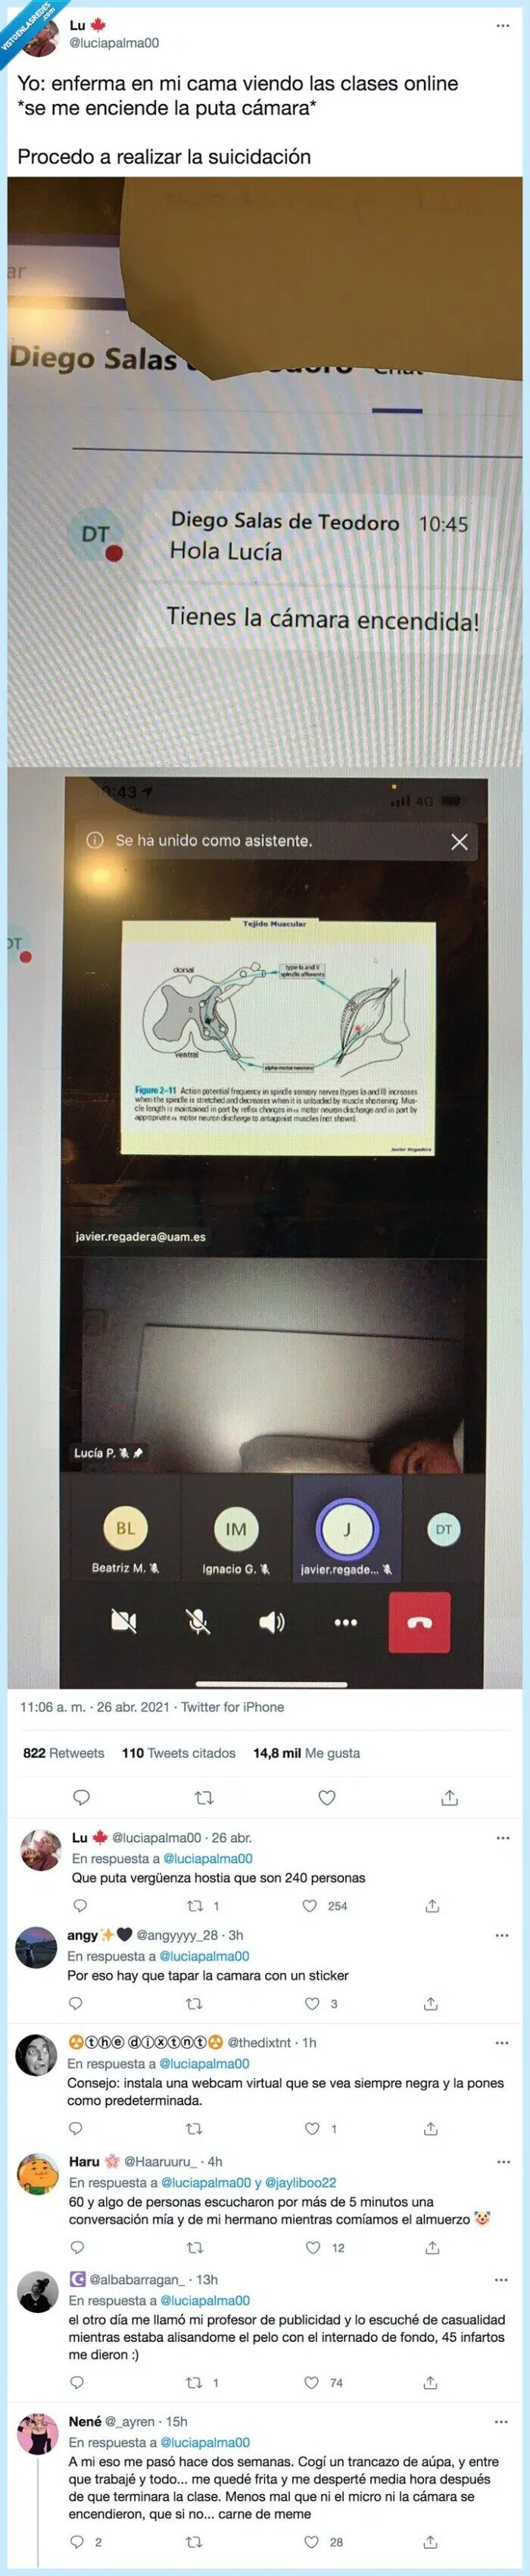 VISTOENLASREDES
.com
Lu
@luciapalma00
Yo: enferma en mi cama viendo las clases online
*se me enciende la puta cámara*
Procedo a realizar la suicidación
ar
Diego Salas
Chat
DT
Diego Salas de Teodoro 10:45
Hola Lucía
Tienes la cámara encendida!
:43
4G
Se ha unido como asistente.
DT
Tejido Muscular
dorsal
type Ia and II
spindle afferents
ventral
alpha motor neurons
Figure 2-11 Action potential frequency in spindle sensory nerves (types Ia and II) increases
when the spindle is stretched and decreases when it is unloaded by muscle shortening. Mus-
cle length is maintained in part by reflex changes in α motor neuron discharge and in part by
appropriate α motor neuron discharge to antagonist muscles (not shown).
Javier Regadera
javier.regadera@uam.es
Lucía P.
BL
IM
J
DT
Beatriz M.
Ignacio G.
javier.regade...
11:06 a. m. · 26 abr. 2021 · Twitter for iPhone
822 Retweets 110 Tweets citados 14,8 mil Me gusta
Lu @luciapalma00 · 26 abr.
En respuesta a @luciapalma00
Que puta vergüenza hostia que son 240 personas
1 254
angy @angyyyy_28 · 3h
En respuesta a @luciapalma00
Por eso hay que tapar la camara con un sticker
3
ⓣⓗⓔ ⓓⓘⓧⓣⓝⓣ @thedixtnt · 1h
En respuesta a @luciapalma00
Consejo: instala una webcam virtual que se vea siempre negra y la pones
como predeterminada.
1
Haru @Haaruuru_ · 4h
En respuesta a @luciapalma00 y @jayliboo22
60 y algo de personas escucharon por más de 5 minutos una
conversación mía y de mi hermano mientras comíamos el almuerzo
12
@albabarragan_ · 13h
En respuesta a @luciapalma00
el otro día me llamó mi profesor de publicidad y lo escuché de casualidad
mientras estaba alisandome el pelo con el internado de fondo, 45 infartos
me dieron :)
1 74
Nené @_ayren · 15h
En respuesta a @luciapalma00
A mi eso me pasó hace dos semanas. Cogí un trancazo de aúpa, y entre
que trabajé y todo... me quedé frita y me desperté media hora después
de que terminara la clase. Menos mal que ni el micro ni la cámara se
encendieron, que si no... carne de meme
2 28